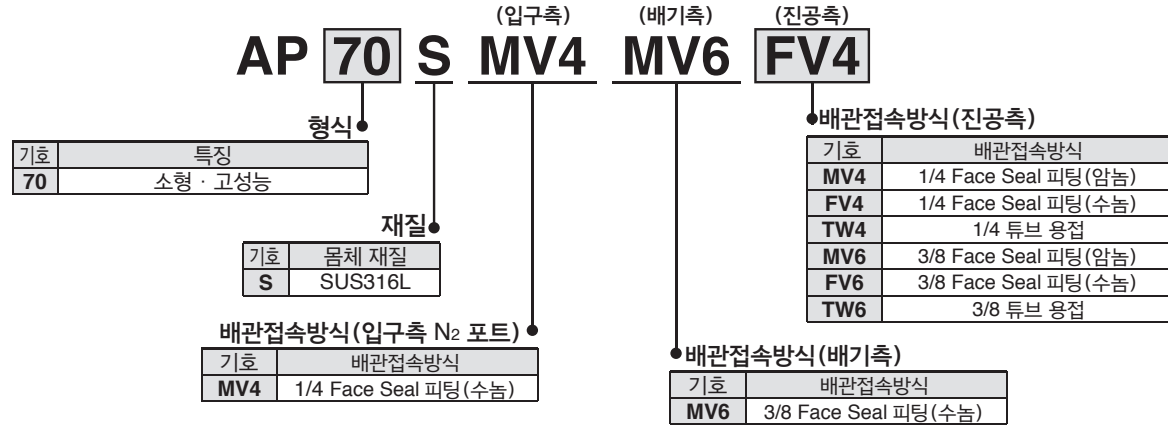 (입구측) (배기측) (진공측)
AP 70 S MV4 MV6 FV4
형식
기호 특징
70 소형 · 고성능
재질
기호 몸체 재질
S SUS316L
배관접속방식(입구측 N2 포트)
기호 배관접속방식
MV4 1/4 Face Seal 피팅(수놈)
배관접속방식(배기측)
기호 배관접속방식
MV6 3/8 Face Seal 피팅(수놈)
배관접속방식(진공측)
기호 배관접속방식
MV4 1/4 Face Seal 피팅(암놈)
FV4 1/4 Face Seal 피팅(수놈)
TW4 1/4 튜브 용접
MV6 3/8 Face Seal 피팅(암놈)
FV6 3/8 Face Seal 피팅(수놈)
TW6 3/8 튜브 용접